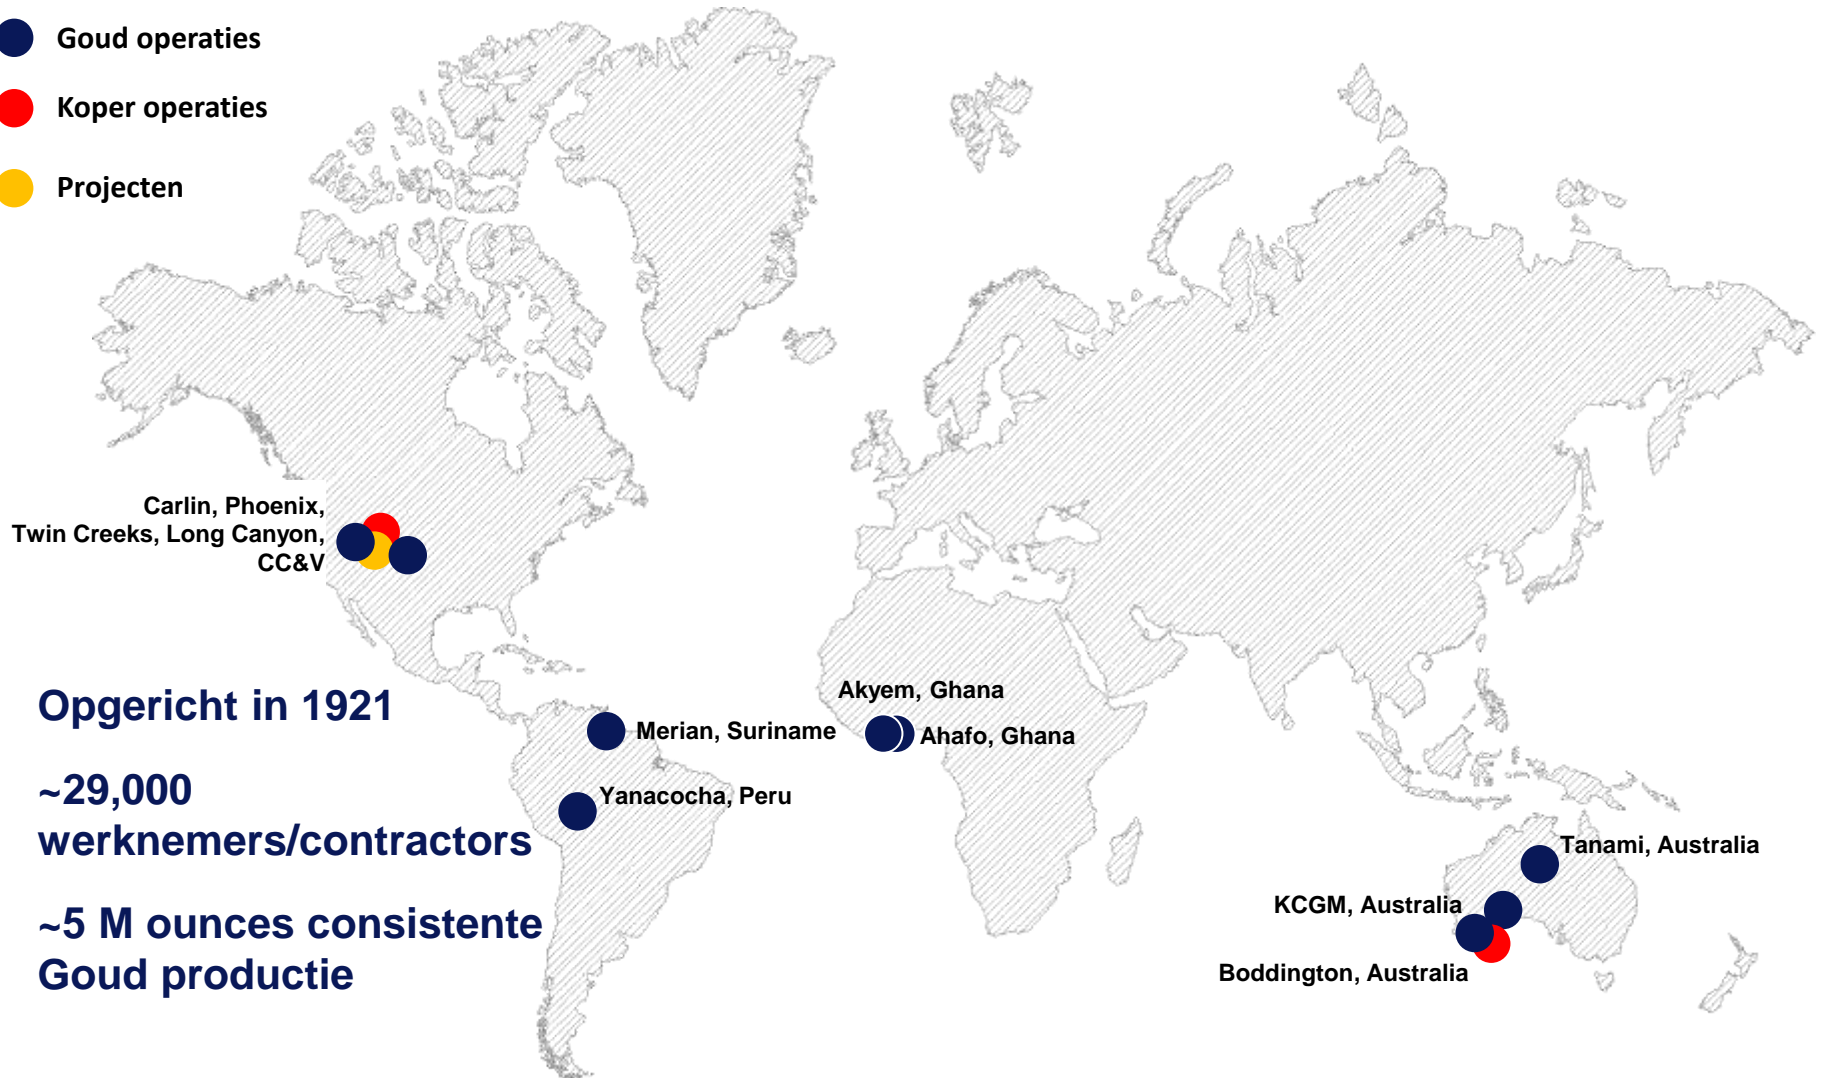 Goud operaties
Koper operaties
Projecten
Carlin, Phoenix,
Twin Creeks, Long Canyon,
CC&V
Opgericht in 1921
~29,000
werknemers/contractors
~5 M ounces consistente
Goud productie
Merian, Suriname
Yanacocha, Peru
Akyem, Ghana
Ahafo, Ghana
Tanami, Australia
KCGM, Australia
Boddington, Australia